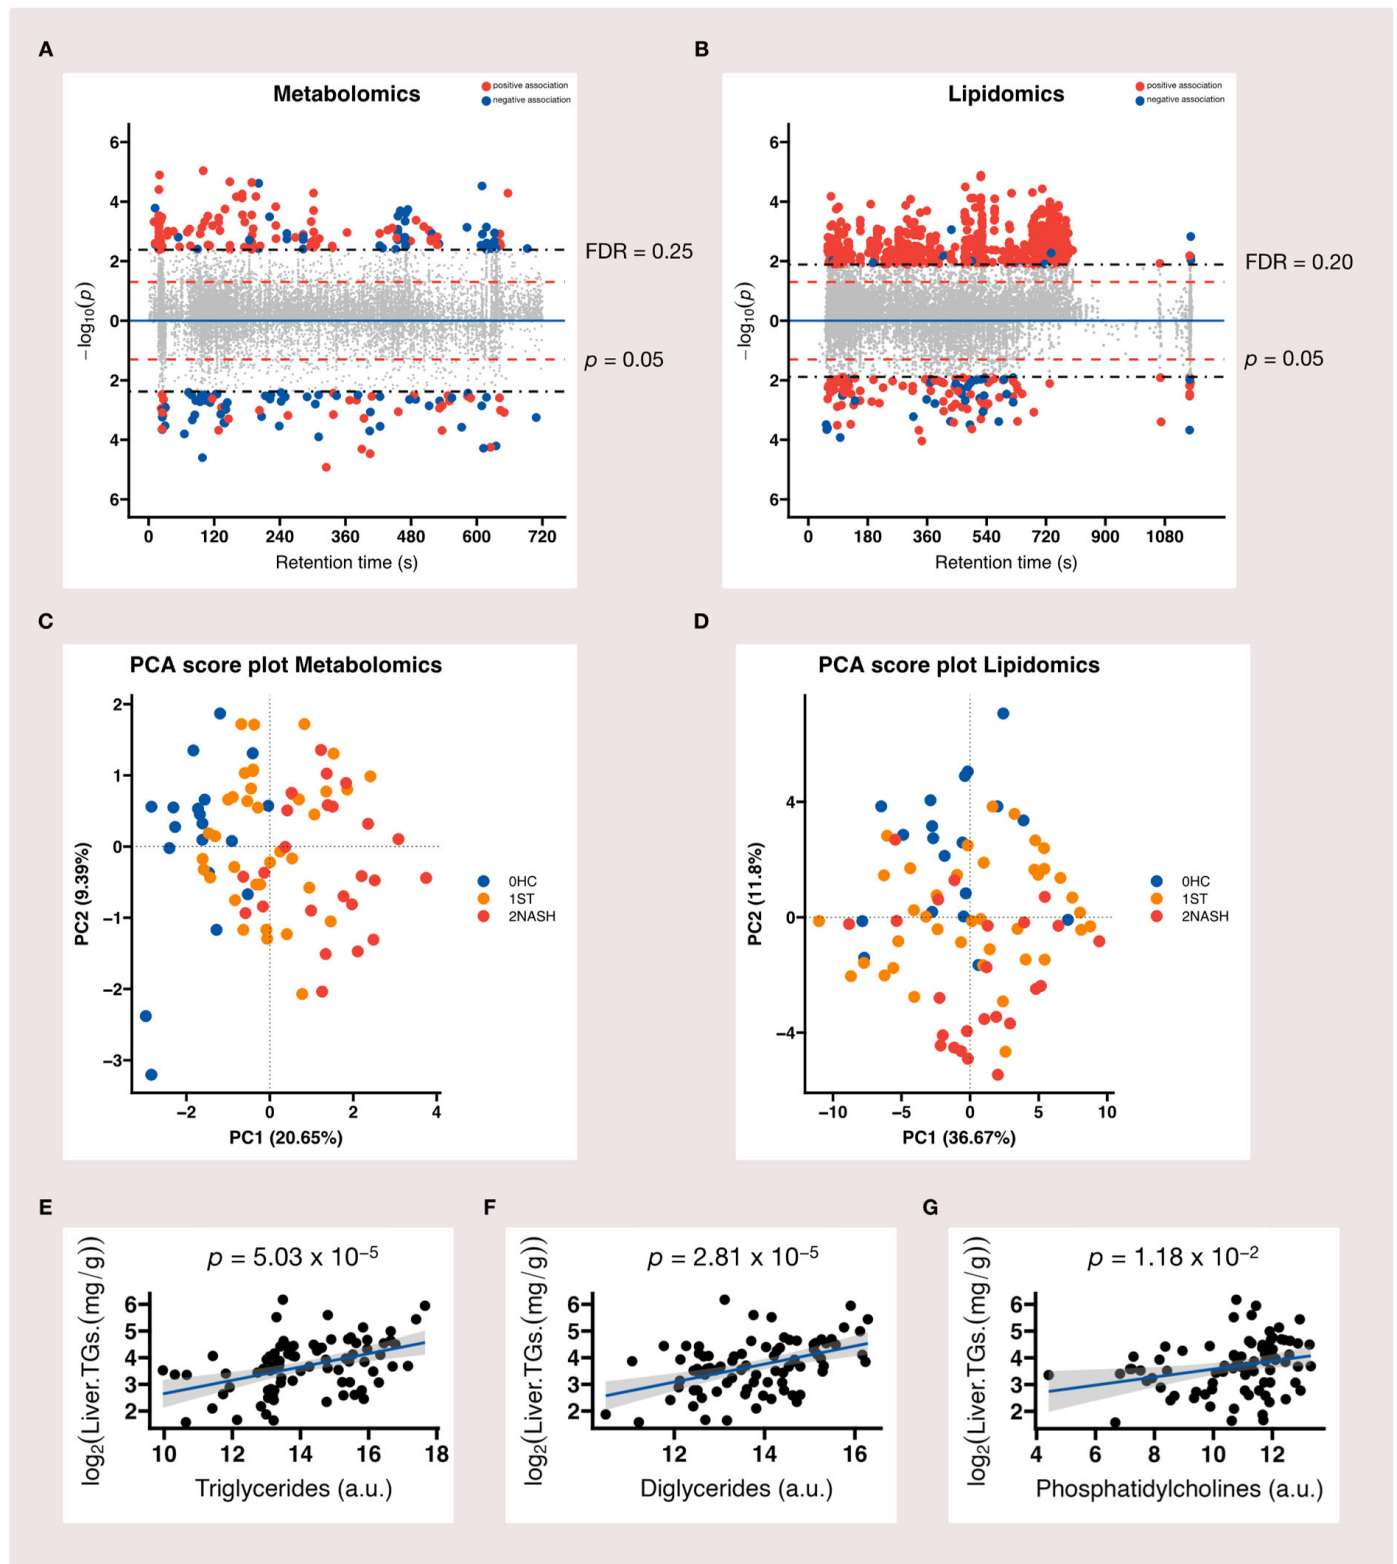 A
B
Metabolomics
positive association
negative association
Lipidomics
positive association
negative association
6
4
2
0
2
4
6
−log10(p)
0 120 240 360 480 600 720
Retention time (s)
FDR = 0.25
p = 0.05
6
4
2
0
2
4
6
−log10(p)
0 180 360 540 720 900 1080
Retention time (s)
FDR = 0.20
p = 0.05
C
D
PCA score plot Metabolomics
2
1
0
−1
−2
−3
PC2 (9.39%)
−2 0 2 4
PC1 (20.65%)
0HC
1ST
2NASH
PCA score plot Lipidomics
4
0
−4
PC2 (11.8%)
−10 −5 0 5 10
PC1 (36.67%)
0HC
1ST
2NASH
E
F
G
p = 5.03 x 10⁻⁵
log₂(Liver.TGs.(mg/g))
6
5
4
3
2
10 12 14 16 18
Triglycerides (a.u.)
p = 2.81 x 10⁻⁵
log₂(Liver.TGs.(mg/g))
6
5
4
3
2
12 14 16
Diglycerides (a.u.)
p = 1.18 x 10⁻²
log₂(Liver.TGs.(mg/g))
6
5
4
3
2
4 6 8 10 12
Phosphatidylcholines (a.u.)